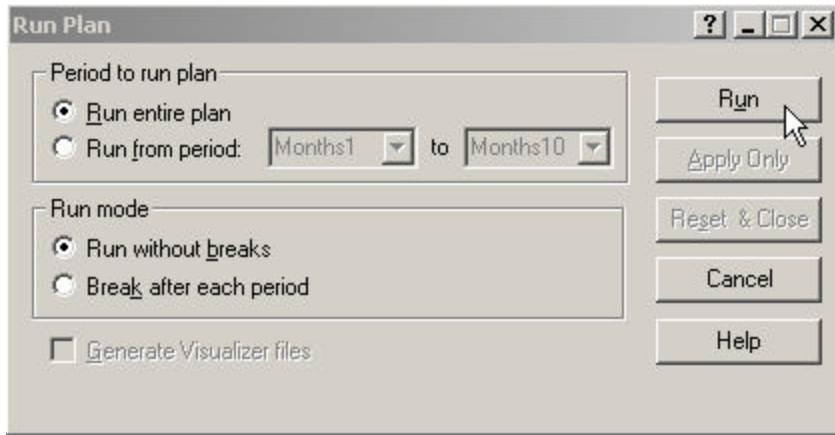 Run Plan
Period to run plan
Run entire plan
Run from period: Months1 to Months10
Run mode
Run without breaks
Break after each period
Generate Visualizer files
Run
Apply Only
Reset & Close
Cancel
Help